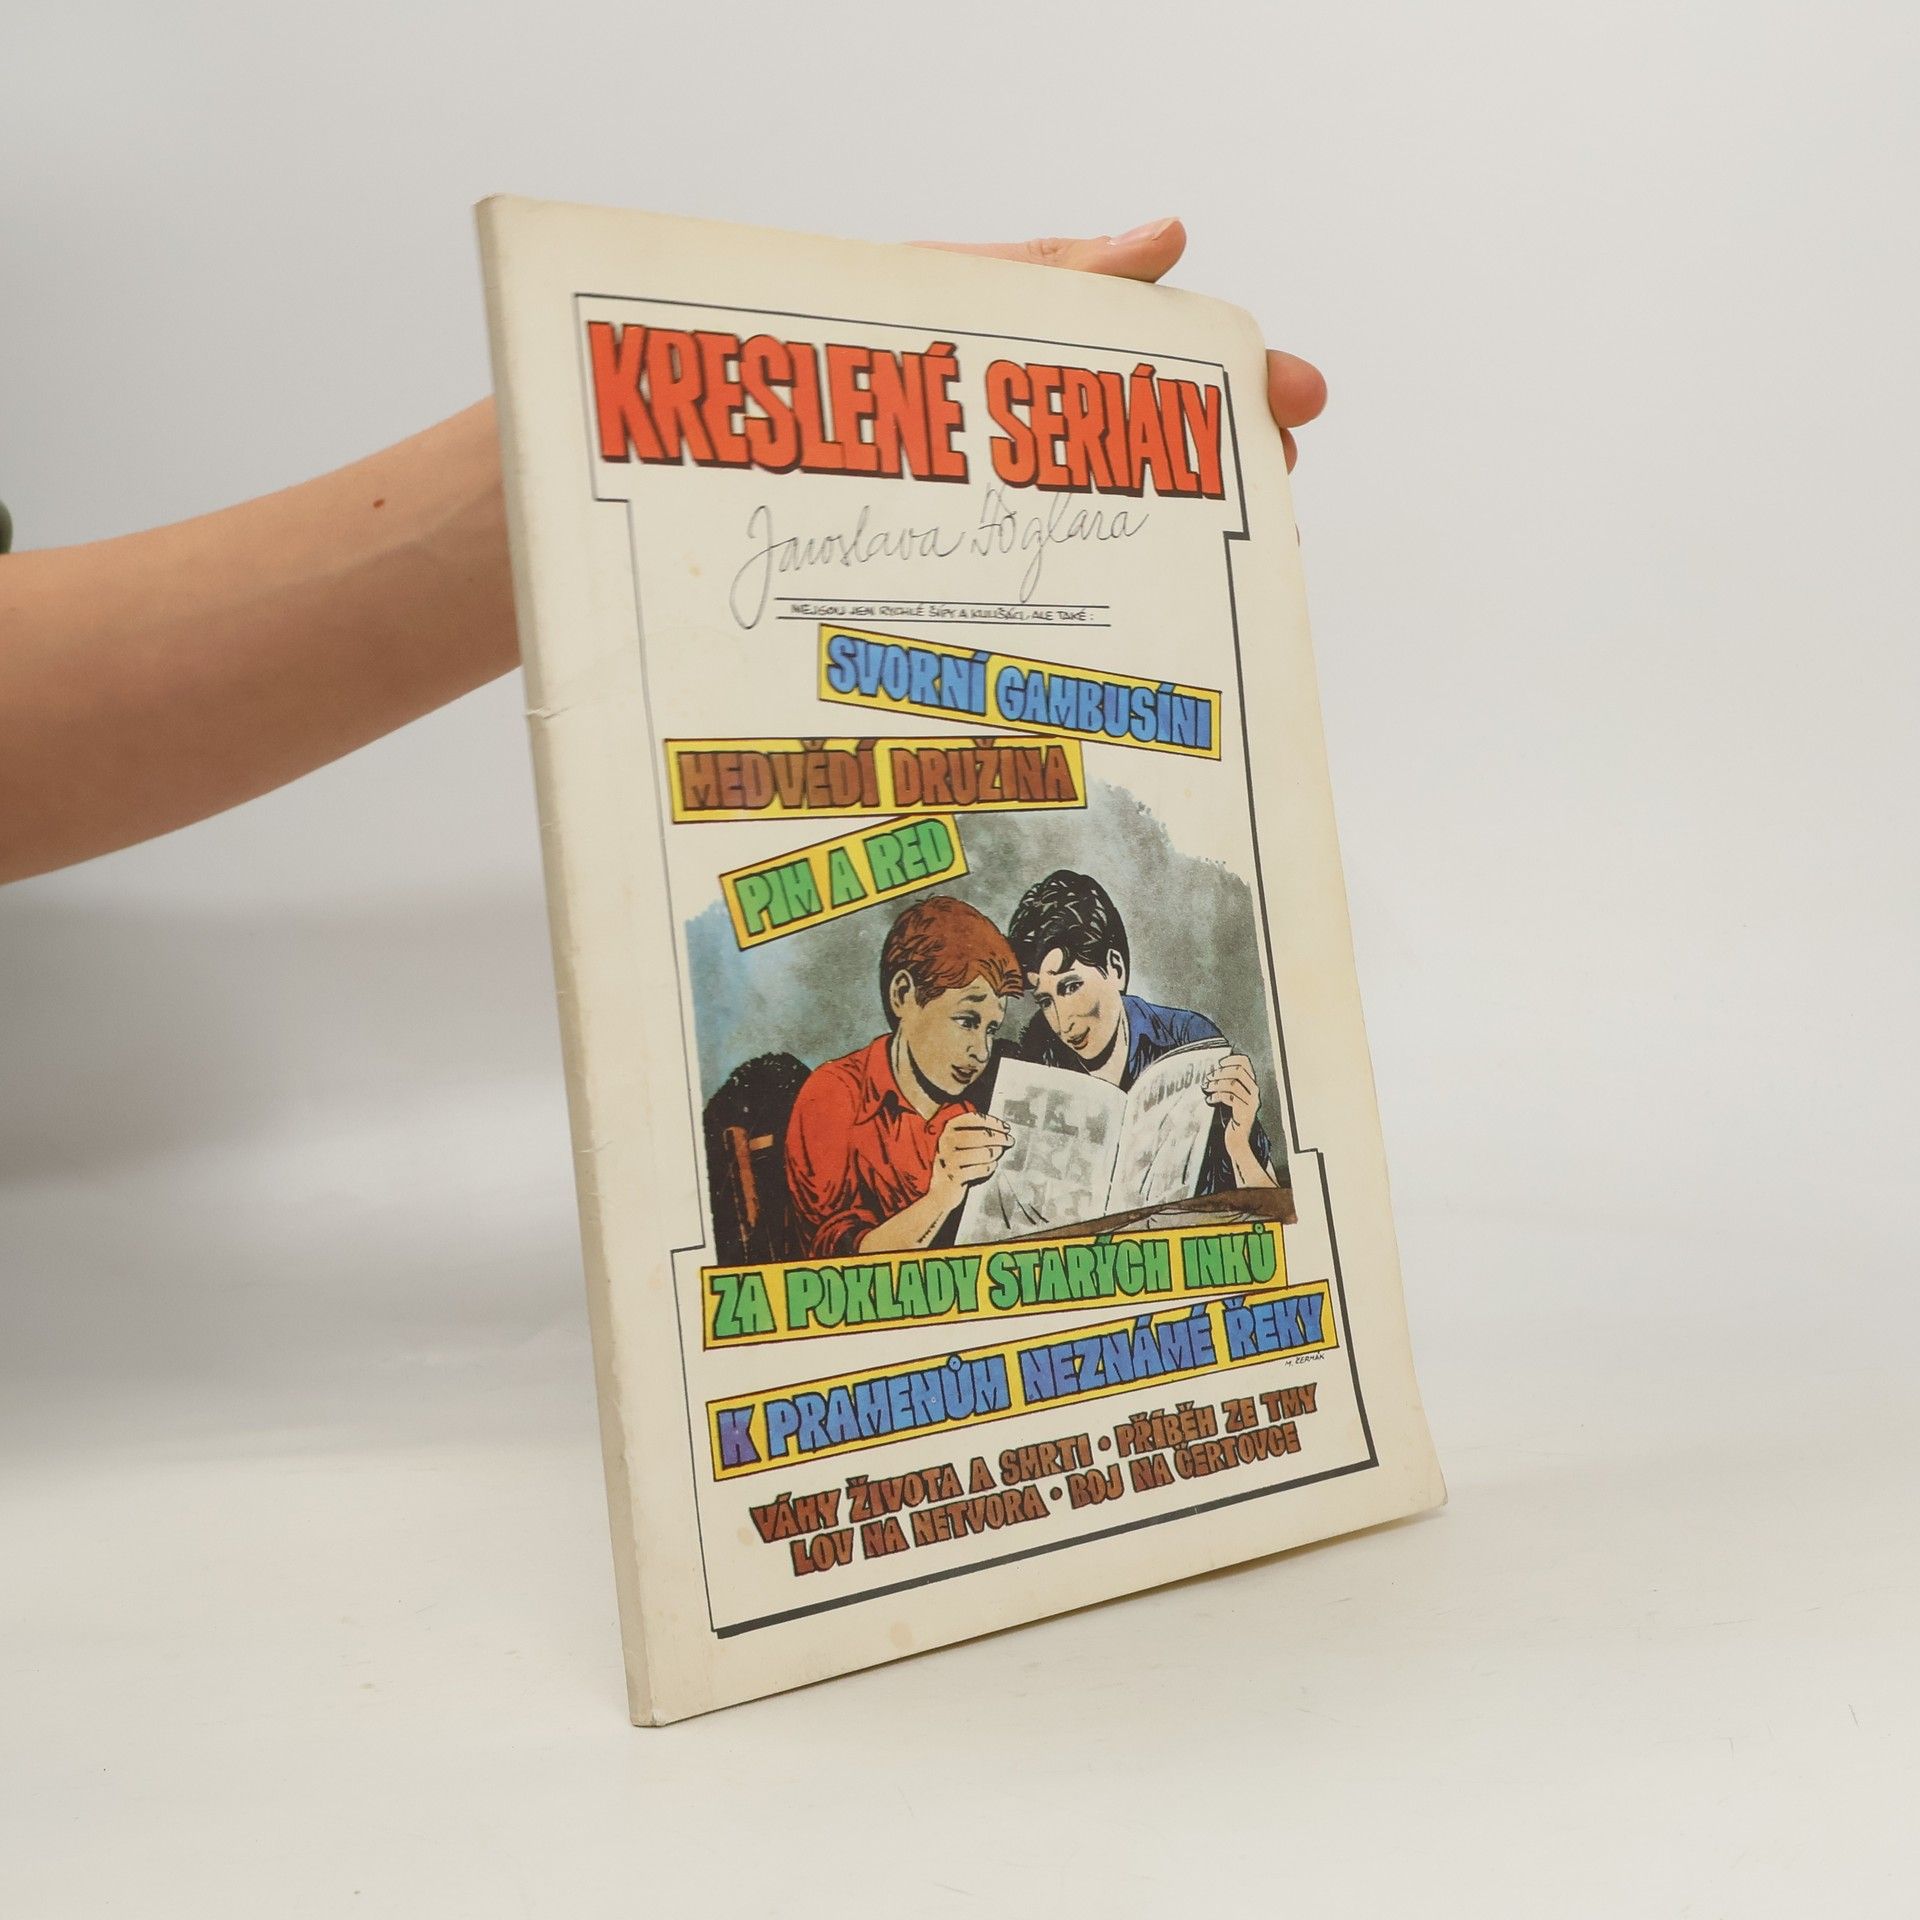 KRESLENÉ SERIÁLY
Jaroslava Foglara
NEJSOU JEN RYCHLÉ ŠÍPY A KULIŠÁCI, ALE TAKÉ:
SVORNÍ GAMBUSÍNI
MEDVĚDÍ DRUŽINA
PIM A RED
ZA POKLADY STARÝCH INKŮ
K PRAMENŮM NEZNÁMÉ ŘEKY
M. ČERMÁK
VÁHY ŽIVOTA A SMRTI • PŘÍBĚH ZE TMY
LOV NA NETVORA • BOJ NA ČERTOVCE